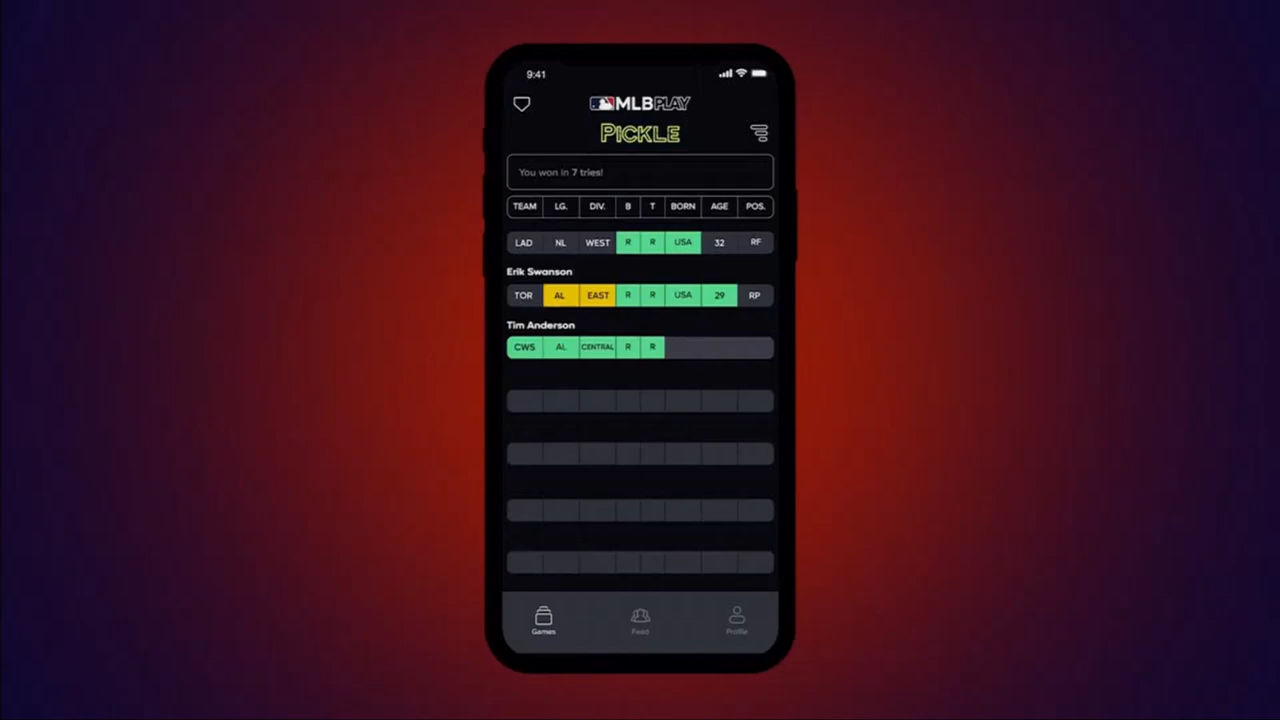 9:41
MLB PLAY
PICKLE
You won in 7 tries!
TEAM LG. DIV. B T BORN AGE POS.
LAD NL WEST R R USA 32 RF
Erik Swanson
TOR AL EAST R R USA 29 RP
Tim Anderson
CWS AL CENTRAL R R
Games Feed Profile